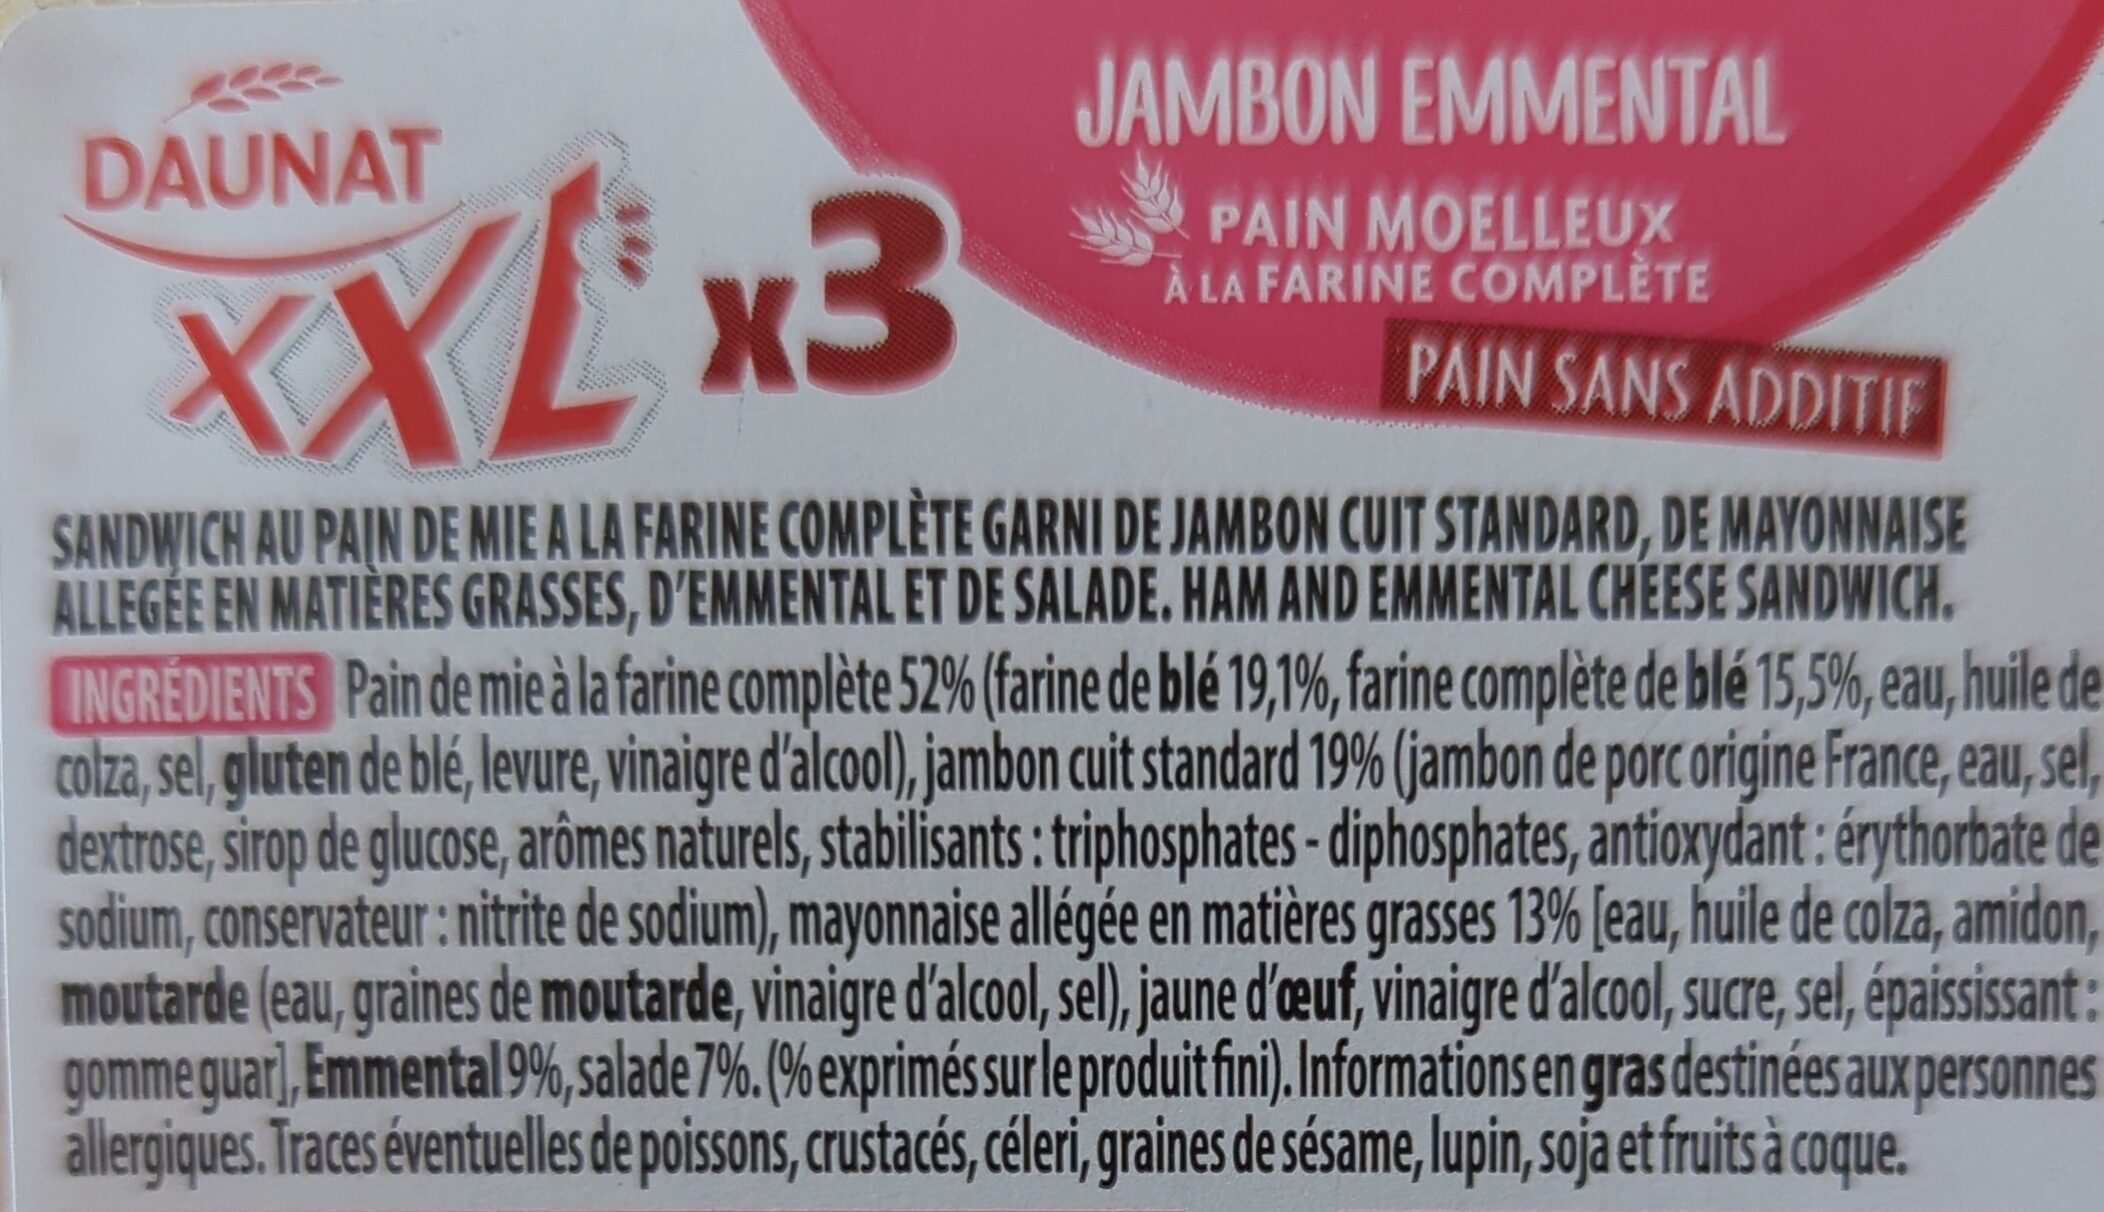 DAUNAT
XXL x3
JAMBON EMMENTAL
PAIN MOELLEUX
À LA FARINE COMPLÈTE
PAIN SANS ADDITIF
SANDWICH AU PAIN DE MIE A LA FARINE COMPLÈTE GARNI DE JAMBON CUIT STANDARD, DE MAYONNAISE
ALLEGÉE EN MATIÈRES GRASSES, D'EMMENTAL ET DE SALADE. HAM AND EMMENTAL CHEESE SANDWICH.
INGRÉDIENTS Pain de mie à la farine complète 52% (farine de blé 19,1%, farine complète de blé 15,5%, eau, huile de
colza, sel, gluten de blé, levure, vinaigre d'alcool), jambon cuit standard 19% (jambon de porc origine France, eau, sel,
dextrose, sirop de glucose, arômes naturels, stabilisants : triphosphates - diphosphates, antioxydant : érythorbate de
sodium, conservateur : nitrite de sodium), mayonnaise allégée en matières grasses 13% [eau, huile de colza, amidon,
moutarde (eau, graines de moutarde, vinaigre d'alcool, sel), jaune d'œuf, vinaigre d'alcool, sucre, sel, épaississant :
gomme guar], Emmental 9%, salade 7%. (% exprimés sur le produit fini). Informations en gras destinées aux personnes
allergiques. Traces éventuelles de poissons, crustacés, céleri, graines de sésame, lupin, soja et fruits à coque.